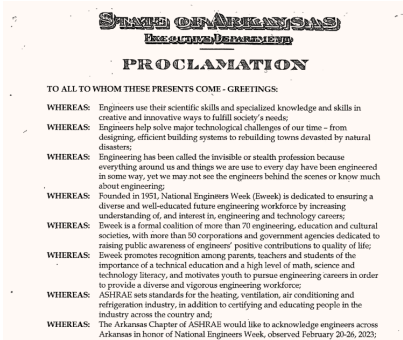 STATE OF ARKANSAS
EXECUTIVE DEPARTMENT
PROCLAMATION
TO ALL TO WHOM THESE PRESENTS COME - GREETINGS:
WHEREAS: Engineers use their scientific skills and specialized knowledge and skills in
creative and innovative ways to fulfill society's needs;
WHEREAS: Engineers help solve major technological challenges of our time – from
designing, efficient building systems to rebuilding towns devasted by natural
disasters;
WHEREAS: Engineering has been called the invisible or stealth profession because
everything around us and things we are use to every day have been engineered
in some way, yet we may not see the engineers behind the scenes or know much
about engineering;
WHEREAS: Founded in 1951, National Engineers Week (Eweek) is dedicated to ensuring a
diverse and well-educated future engineering workforce by increasing
understanding of, and interest in, engineering and technology careers;
WHEREAS: Eweek is a formal coalition of more than 70 engineering, education and cultural
societies, with more than 50 corporations and government agencies dedicated to
raising public awareness of engineers' positive contributions to quality of life;
WHEREAS: Eweek promotes recognition among parents, teachers and students of the
importance of a technical education and a high level of math, science and
technology literacy, and motivates youth to pursue engineering careers in order
to provide a diverse and vigorous engineering workforce;
WHEREAS: ASHRAE sets standards for the heating, ventilation, air conditioning and
refrigeration industry, in addition to certifying and educating people in the
industry across the country and;
WHEREAS: The Arkansas Chapter of ASHRAE would like to acknowledge engineers across
Arkansas in honor of National Engineers Week, observed February 20-26, 2023;